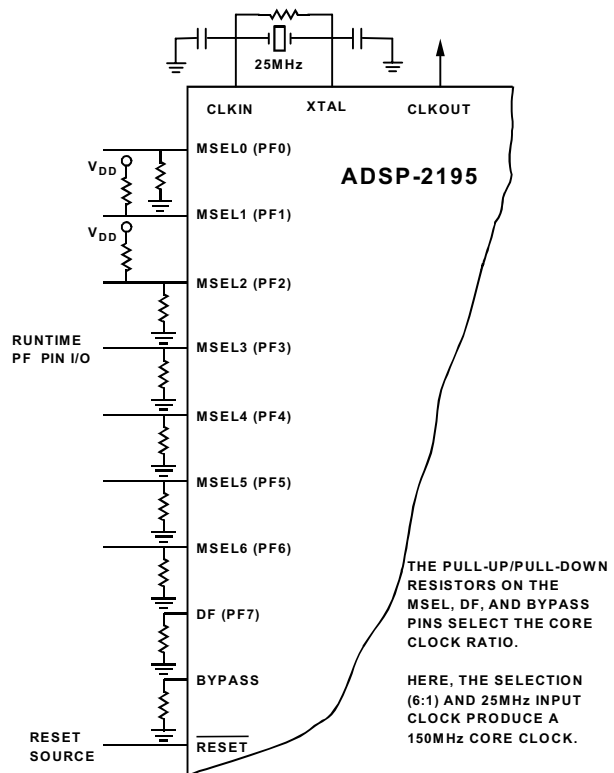 25MHz
CLKIN
XTAL
CLKOUT
MSEL0 (PF0)
VDD
ADSP-2195
MSEL1 (PF1)
VDD
MSEL2 (PF2)
RUNTIME
PF PIN I/O
MSEL3 (PF3)
MSEL4 (PF4)
MSEL5 (PF5)
MSEL6 (PF6)
DF (PF7)
BYPASS
RESET
SOURCE
RESET
THE PULL-UP/PULL-DOWN
RESISTORS ON THE
MSEL, DF, AND BYPASS
PINS SELECT THE CORE
CLOCK RATIO.
HERE, THE SELECTION
(6:1) AND 25MHz INPUT
CLOCK PRODUCE A
150MHz CORE CLOCK.